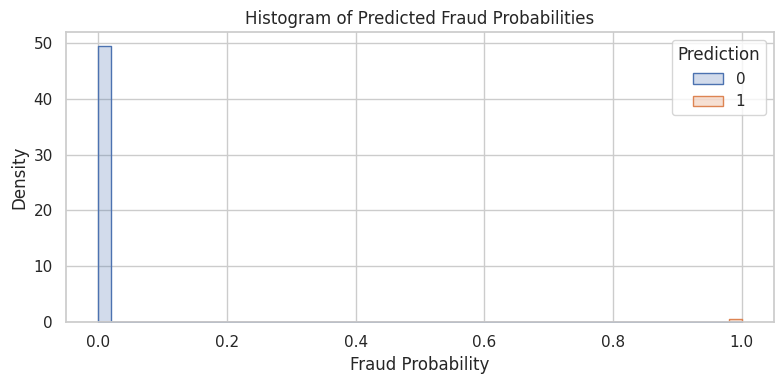 Histogram of Predicted Fraud Probabilities
50
40
30
20
10
0
Density
Prediction
0
1
0.0 0.2 0.4 0.6 0.8 1.0
Fraud Probability